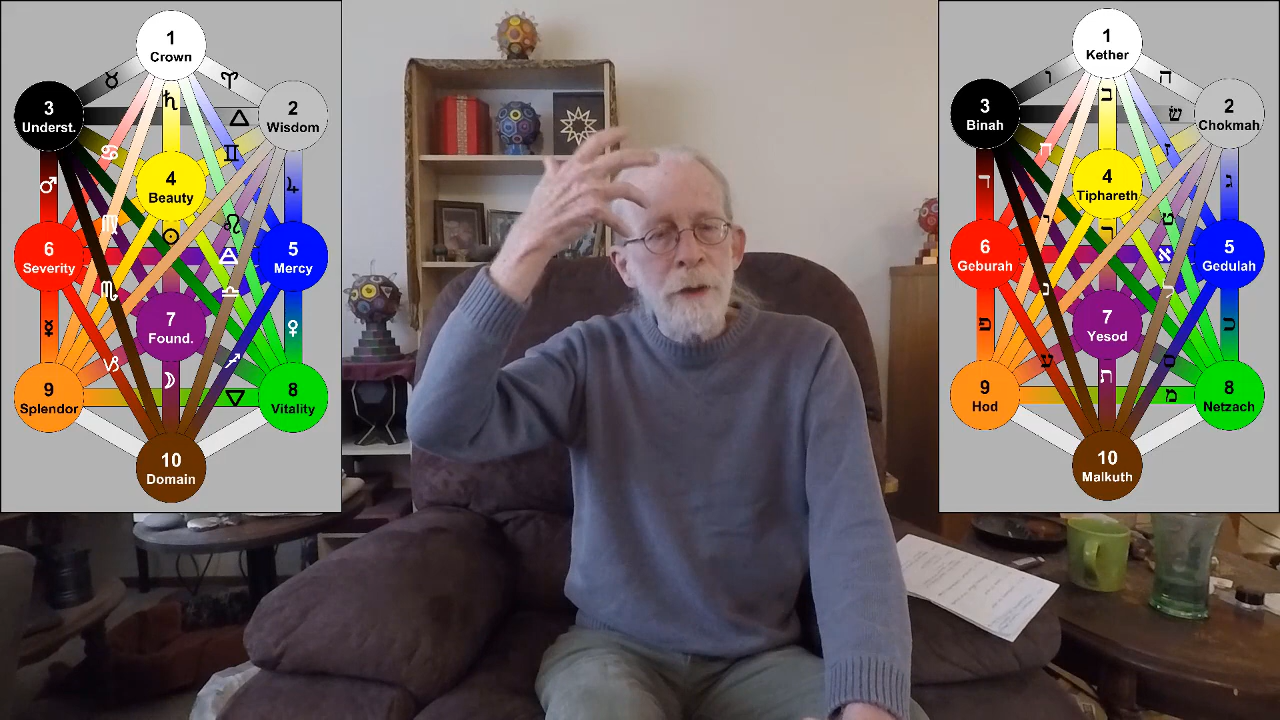 1
Crown
♉ ♈
♄
3 2
Underst. Wisdom
△
♋ ♊
4
Beauty
♂ ♃
♍ ♌
☉
6 5
Severity Mercy
♏ ♎
7
Found.
☿ ♀
♑ ♐
☽
9 8
Splendor Vitality
▽
10
Domain
1
Kether
ו ה
ב
3 2
Binah Chokmah
ש
ח ז
4
Tiphareth
ד ג
י ט
ר
6 5
Geburah Gedulah
א
נ
7
Yesod
פ
ע ס
ת
9 8
Hod Netzach
מ
10
Malkuth